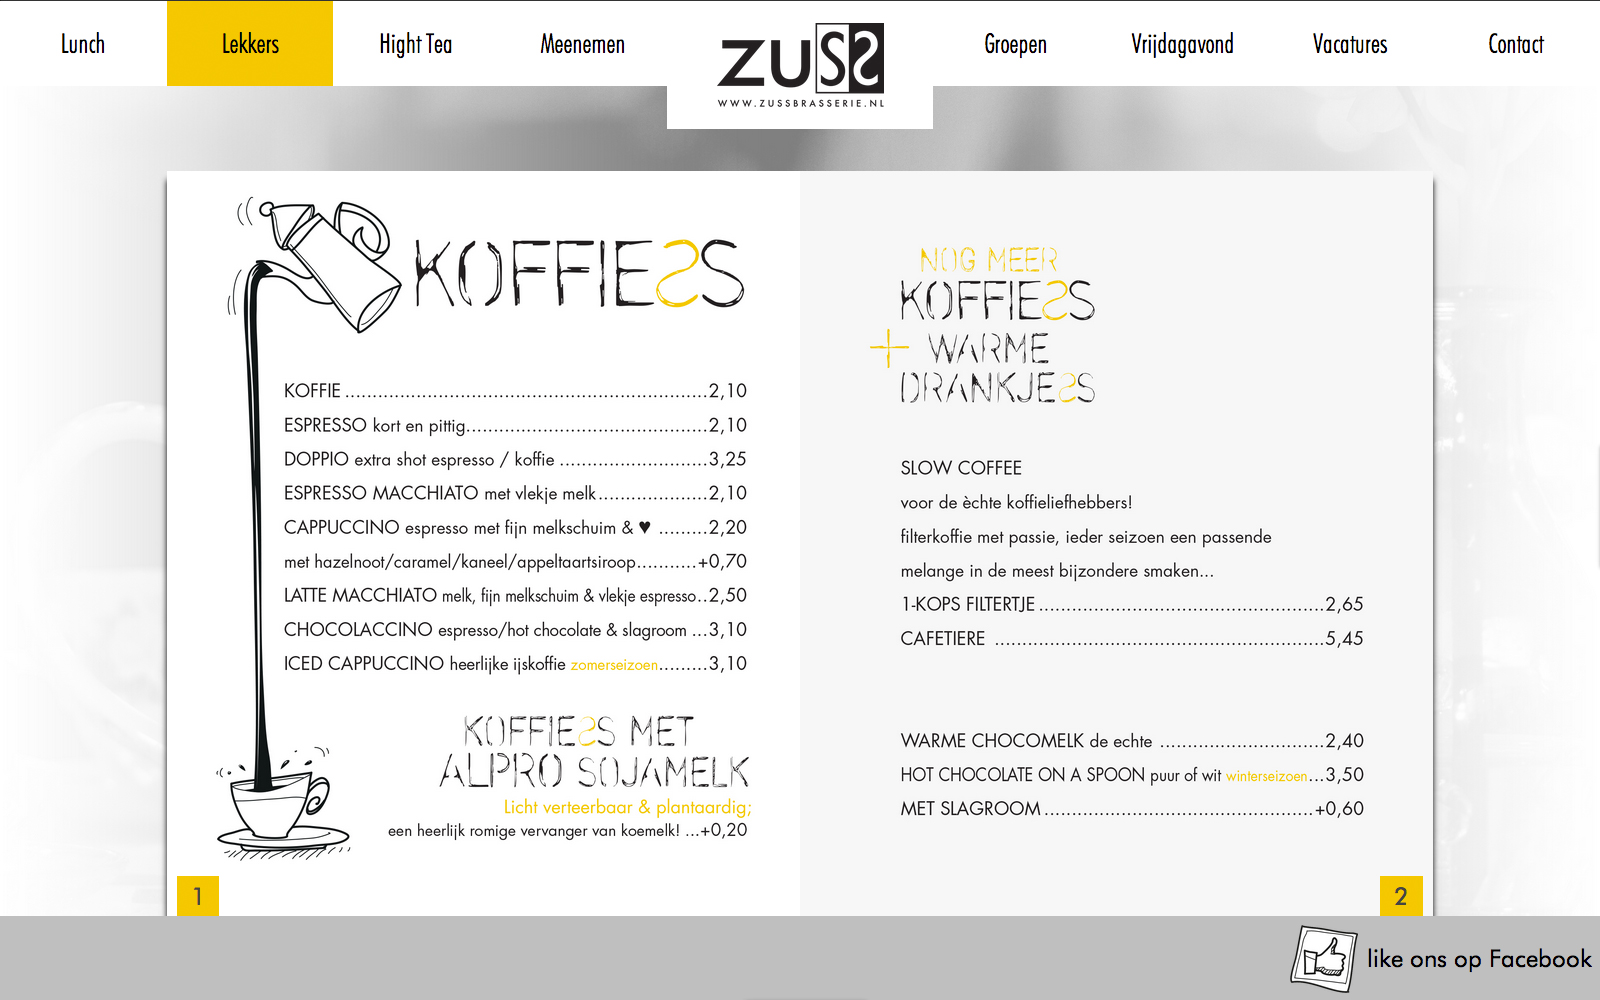 Lunch
Lekkers
Hight Tea
Meenemen
ZUSS
WWW.ZUSSBRASSERIE.NL
Groepen
Vrijdagavond
Vacatures
Contact
KOFFIESS
KOFFIE ....................................................................2,10
ESPRESSO kort en pittig.............................................2,10
DOPPIO extra shot espresso / koffie ...........................3,25
ESPRESSO MACCHIATO met vlekje melk....................2,10
CAPPUCCINO espresso met fijn melkschuim & ♥ .........2,20
met hazelnoot/caramel/kaneel/appeltaartsiroop...........+0,70
LATTE MACCHIATO melk, fijn melkschuim & vlekje espresso..2,50
CHOCOLACCINO espresso/hot chocolate & slagroom ...3,10
ICED CAPPUCCINO heerlijke ijskoffie zomerseizoen.........3,10
KOFFIESS MET
ALPRO SOJAMELK
Licht verteerbaar & plantaardig;
een heerlijk romige vervanger van koemelk! ...+0,20
1
NOG MEER
KOFFIESS
+ WARME
DRANKJESS
SLOW COFFEE
voor de èchte koffieliefhebbers!
filterkoffie met passie, ieder seizoen een passende
melange in de meest bijzondere smaken...
1-KOPS FILTERTJE .....................................................2,65
CAFETIERE .............................................................5,45
WARME CHOCOMELK de echte ..............................2,40
HOT CHOCOLATE ON A SPOON puur of wit winterseizoen...3,50
MET SLAGROOM..................................................+0,60
2
like ons op Facebook